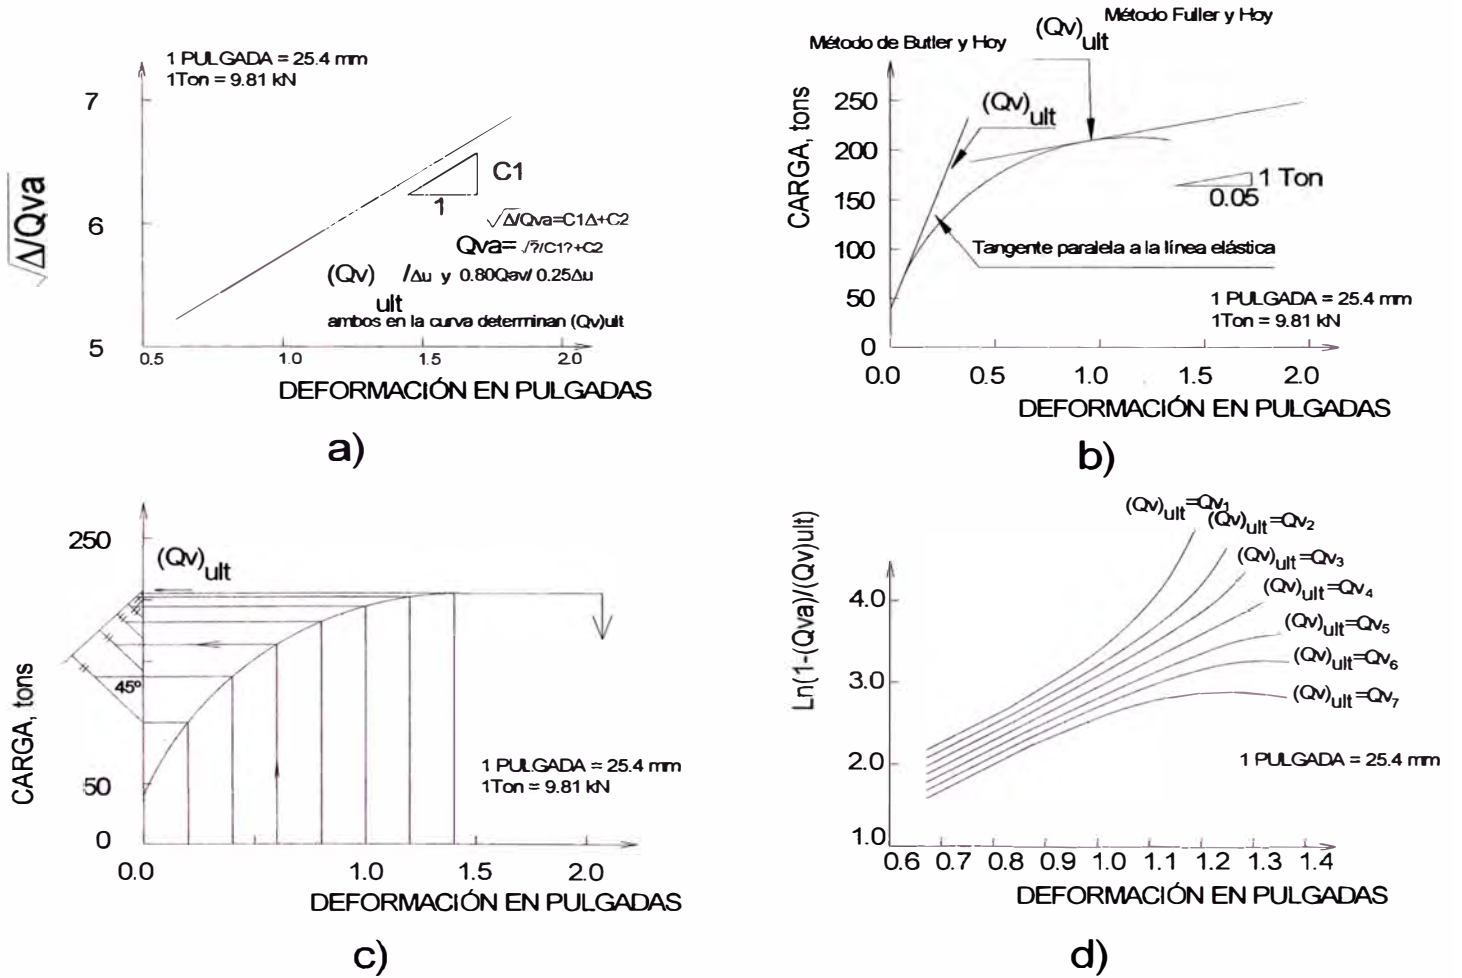 1 PULGADA = 25.4 mm
1Ton = 9.81 kN
7
6
5
√Δ/Qva
C1
1
√Δ/Qva=C1Δ+C2
Qva= √?/C1?+C2
(Qv)ult /Δu y 0.80Qav/ 0.25Δu
ambos en la curva determinan (Qv)ult
0.5 1.0 1.5 2.0
DEFORMACIÓN EN PULGADAS
a)
Método de Butler y Hoy
(Qv)ult
Método Fuller y Hoy
(Qv)ult
CARGA, tons
250
200
150
100
50
0
1 Ton
0.05
Tangente paralela a la línea elástica
1 PULGADA = 25.4 mm
1Ton = 9.81 kN
0.0 0.5 1.0 1.5 2.0
DEFORMACIÓN EN PULGADAS
b)
250
(Qv)ult
CARGA, tons
45º
50
0
1 PULGADA = 25.4 mm
1Ton = 9.81 kN
0.0 1.0 1.5 2.0
DEFORMACIÓN EN PULGADAS
c)
Ln(1-(Qva)/(Qv)ult)
(Qv)ult=Qv1
(Qv)ult=Qv2
(Qv)ult=Qv3
(Qv)ult=Qv4
(Qv)ult=Qv5
(Qv)ult=Qv6
(Qv)ult=Qv7
4.0
3.0
2.0
1.0
1 PULGADA = 25.4 mm
0.6 0.7 0.8 0.9 1.0 1.1 1.2 1.3 1.4
DEFORMACIÓN EN PULGADAS
d)